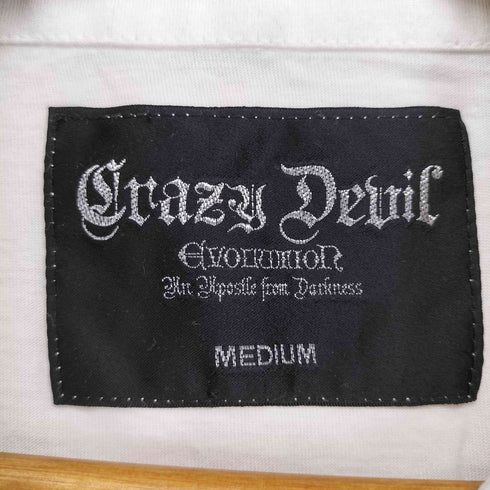 Crazy Devil
Evolution
An Apostle from Darkness
MEDIUM